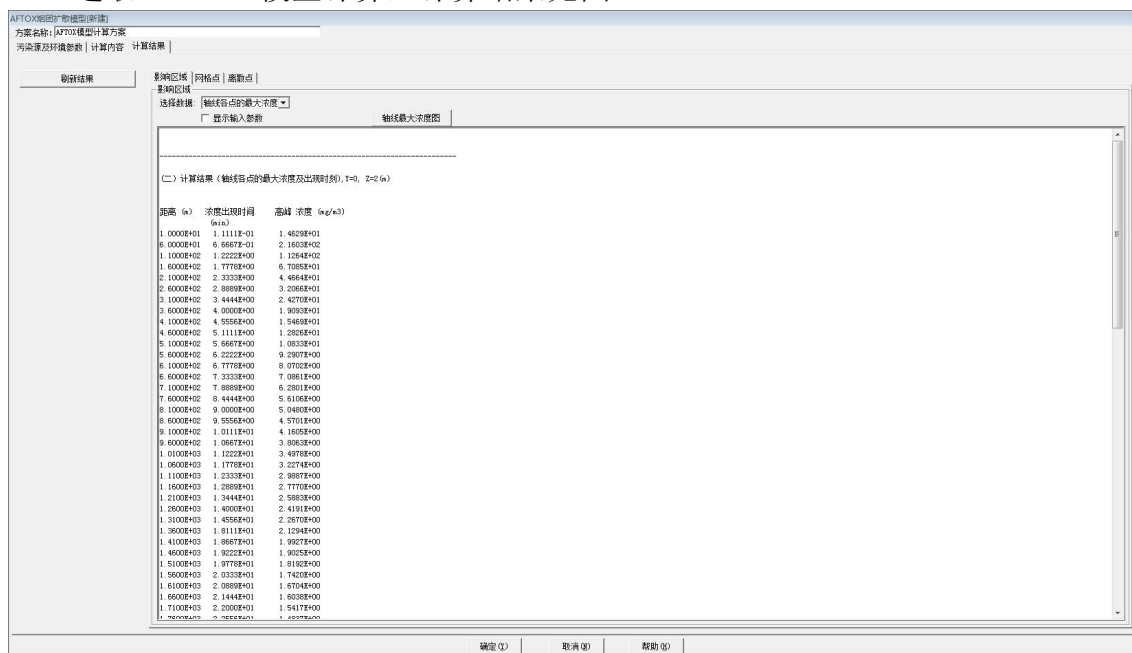 AFTOX烟团扩散模型[新建]
方案名称: AFTOX模型计算方案
污染源及环境参数 计算内容 计算结果
刷新结果
影响区域 网格点 离散点
影响区域
选择数据: 轴线各点的最大浓度
显示输入参数 轴线最大浓度图
(二) 计算结果 (轴线各点的最大浓度及出现时刻), Y=0, Z=2(m)
距离 (m) 浓度出现时间 高峰 浓度 (mg/m3)
(min)
1.0000E+01 1.1111E-01 1.4629E+01
6.0000E+01 6.6667E-01 2.1603E+02
1.1000E+02 1.2222E+00 1.1264E+02
1.6000E+02 1.7778E+00 6.7085E+01
2.1000E+02 2.3333E+00 4.4664E+01
2.6000E+02 2.8889E+00 3.2066E+01
3.1000E+02 3.4444E+00 2.4270E+01
3.6000E+02 4.0000E+00 1.9093E+01
4.1000E+02 4.5556E+00 1.5469E+01
4.6000E+02 5.1111E+00 1.2826E+01
5.1000E+02 5.6667E+00 1.0833E+01
5.6000E+02 6.2222E+00 9.2907E+00
6.1000E+02 6.7778E+00 8.0702E+00
6.6000E+02 7.3333E+00 7.0861E+00
7.1000E+02 7.8889E+00 6.2801E+00
7.6000E+02 8.4444E+00 5.6106E+00
8.1000E+02 9.0000E+00 5.0480E+00
8.6000E+02 9.5556E+00 4.5701E+00
9.1000E+02 1.0111E+01 4.1605E+00
9.6000E+02 1.0667E+01 3.8063E+00
1.0100E+03 1.1222E+01 3.4978E+00
1.0600E+03 1.1778E+01 3.2274E+00
1.1100E+03 1.2333E+01 2.9887E+00
1.1600E+03 1.2889E+01 2.7770E+00
1.2100E+03 1.3444E+01 2.5883E+00
1.2600E+03 1.4000E+01 2.4191E+00
1.3100E+03 1.4556E+01 2.2670E+00
1.3600E+03 1.8111E+01 2.1294E+00
1.4100E+03 1.8667E+01 1.9927E+00
1.4600E+03 1.9222E+01 1.9025E+00
1.5100E+03 1.9778E+01 1.8192E+00
1.5600E+03 2.0333E+01 1.7420E+00
1.6100E+03 2.0889E+01 1.6704E+00
1.6600E+03 2.1444E+01 1.6038E+00
1.7100E+03 2.2000E+01 1.5417E+00
确定(Y) 取消(N) 帮助(H)